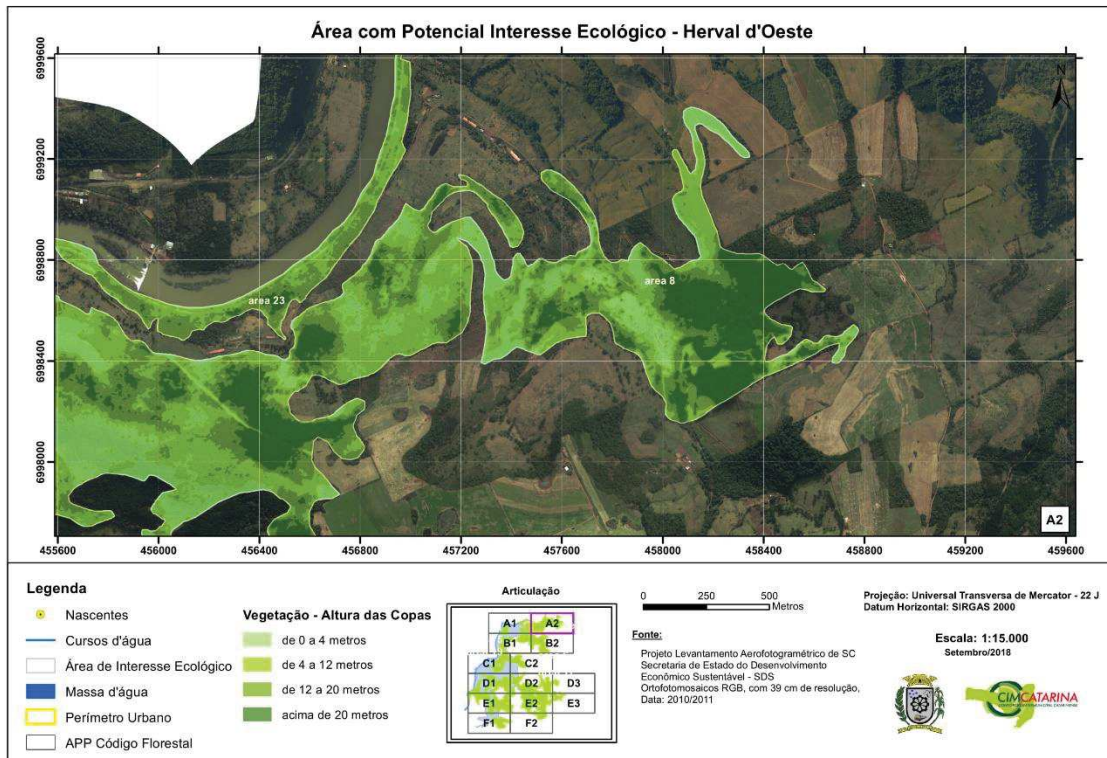 Área com Potencial Interesse Ecológico - Herval d'Oeste
6999600
6999200
6998800
6998400
6998000
N
area 23
area 8
A2
455600 456000 456400 456800 457200 457600 458000 458400 458800 459200 459600
Legenda
Nascentes
Cursos d'água
Área de Interesse Ecológico
Massa d'água
Perímetro Urbano
APP Código Florestal
Vegetação - Altura das Copas
de 0 a 4 metros
de 4 a 12 metros
de 12 a 20 metros
acima de 20 metros
Articulação
A1 A2
B1 B2
C1 C2
D1 D2 D3
E1 E2 E3
F1 F2
0 250 500
Metros
Fonte:
Projeto Levantamento Aerofotogramétrico de SC
Secretaria de Estado do Desenvolvimento
Econômico Sustentável - SDS
Ortofotomosaicos RGB, com 39 cm de resolução,
Data: 2010/2011
Projeção: Universal Transversa de Mercator - 22 J
Datum Horizontal: SIRGAS 2000
Escala: 1:15.000
Setembro/2018
CIMCATARINA